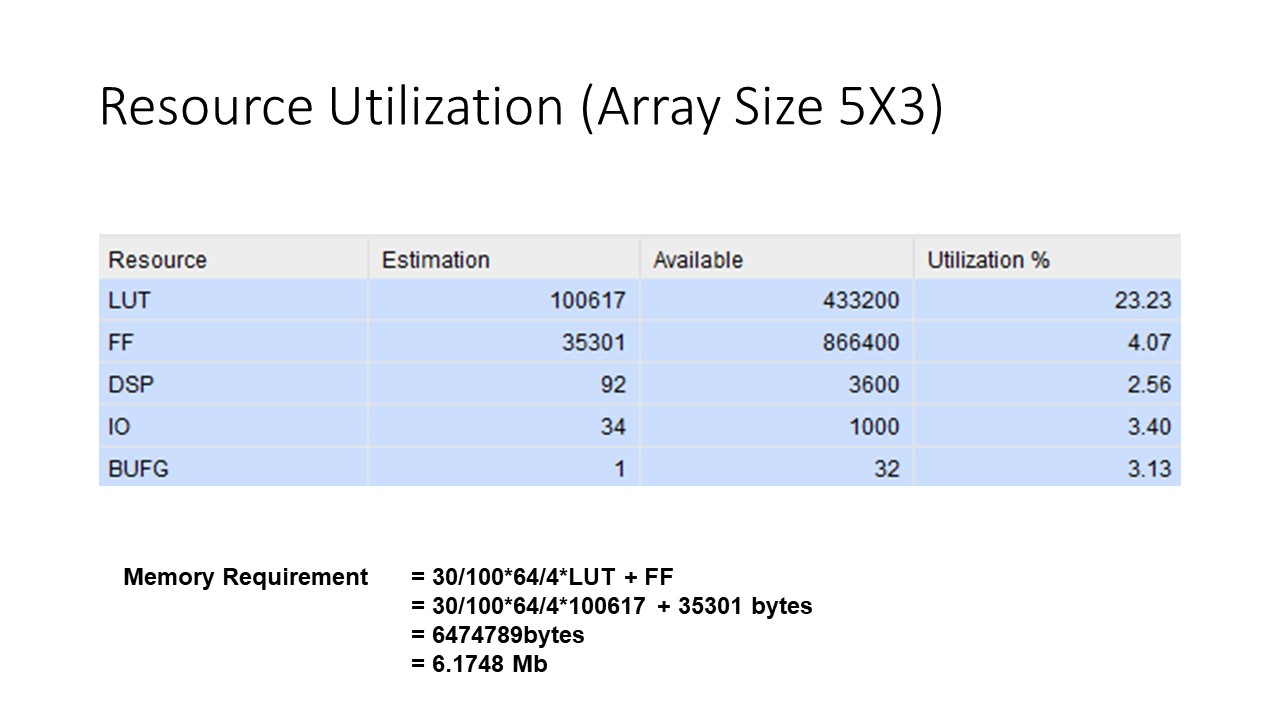 Resource Utilization (Array Size 5X3)
Resource Estimation Available Utilization %
LUT 100617 433200 23.23
FF 35301 866400 4.07
DSP 92 3600 2.56
IO 34 1000 3.40
BUFG 1 32 3.13
Memory Requirement = 30/100*64/4*LUT + FF
= 30/100*64/4*100617 + 35301 bytes
= 6474789bytes
= 6.1748 Mb